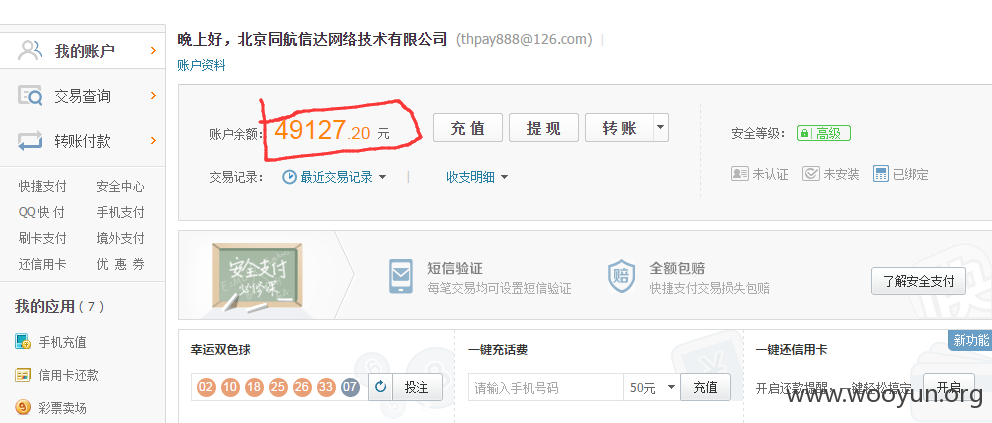 我的账户
交易查询
转账付款
快捷支付 安全中心
QQ快付 手机支付
刷卡支付 境外支付
还信用卡 优惠券
我的应用 ( 7 )
手机充值
信用卡还款
彩票卖场
晚上好，北京同航信达网络技术有限公司 (thpay888@126.com) |
账户资料
账户余额: 49127.20 元
充值 提现 转账
交易记录: 最近交易记录 | 收支明细
安全等级: 高级
未认证 未安装 已绑定
安全支付
必修课
短信验证
每笔交易均可设置短信验证
赔
全额包赔
快捷支付交易损失包赔
了解安全支付
幸运双色球
02 10 18 25 26 33 07 投注
一键充话费
请输入手机号码 50元 充值
新功能
一键还信用卡
开启还款提醒，一键轻松搞定 开启
www.wooyun.org